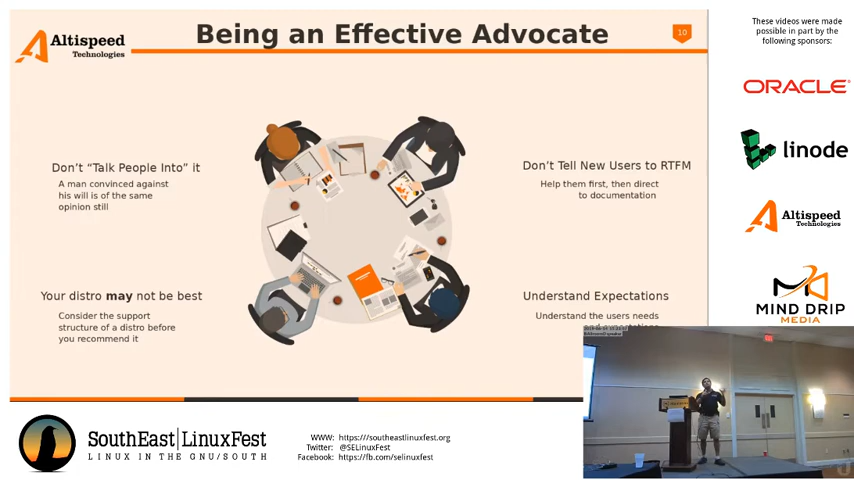 Altispeed
Technologies
Being an Effective Advocate
10
Don't “Talk People Into” it
A man convinced against
his will is of the same
opinion still
Don't Tell New Users to RTFM
Help them first, then direct
to documentation
Your distro may not be best
Consider the support
structure of a distro before
you recommend it
Understand Expectations
Understand the users needs
These videos were made
possible in part by the
following sponsors:
ORACLE
linode
Altispeed
Technologies
MIND DRIP
MEDIA
SouthEast|LinuxFest
LINUX IN THE GNU/SOUTH
WWW: https:///southeastlinuxfest.org
Twitter: @SELinuxFest
Facebook: https://fb.com/selinuxfest